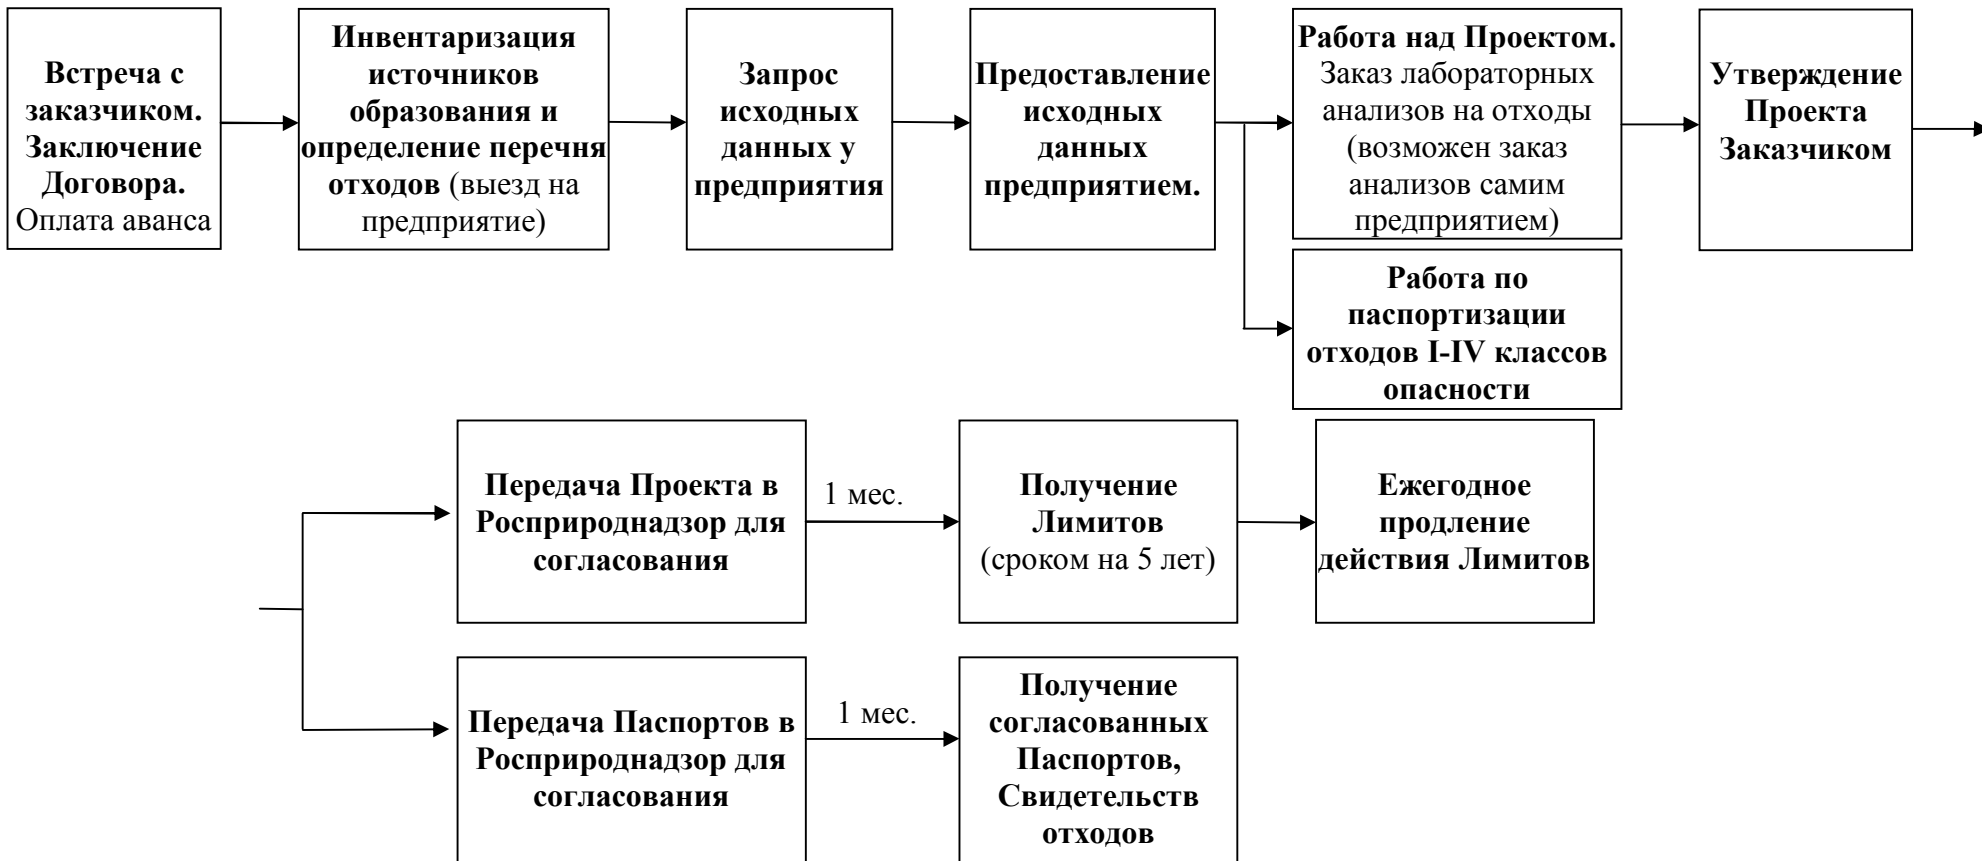 Встреча с
заказчиком.
Заключение
Договора.
Оплата аванса
Инвентаризация
источников
образования и
определение перечня
отходов (выезд на
предприятие)
Запрос
исходных
данных у
предприятия
Предоставление
исходных
данных
предприятием.
Работа над Проектом.
Заказ лабораторных
анализов на отходы
(возможен заказ
анализов самим
предприятием)
Утверждение
Проекта
Заказчиком
Работа по
паспортизации
отходов I-IV классов
опасности
Передача Проекта в
Росприроднадзор для
согласования
1 мес.
Получение
Лимитов
(сроком на 5 лет)
Ежегодное
продление
действия Лимитов
Передача Паспортов в
Росприроднадзор для
согласования
1 мес.
Получение
согласованных
Паспортов,
Свидетельств
отходов